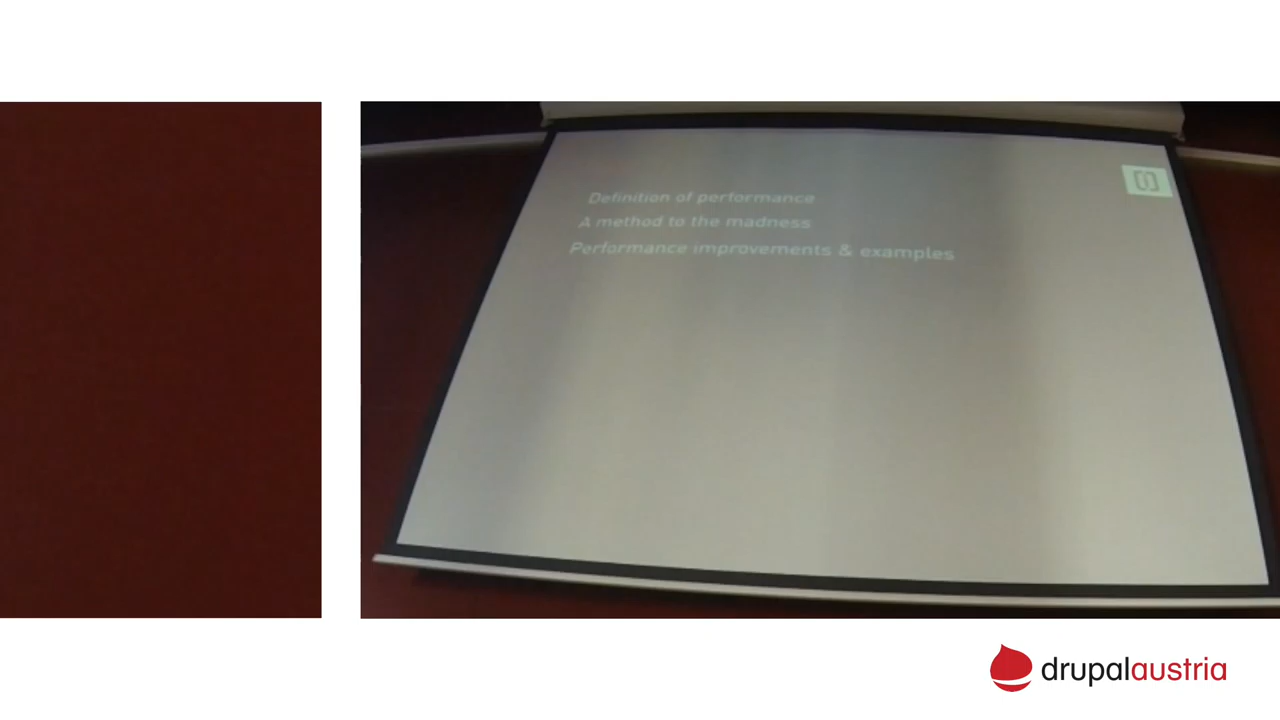 Definition of performance
A method to the madness
Performance improvements & examples
drupalaustria